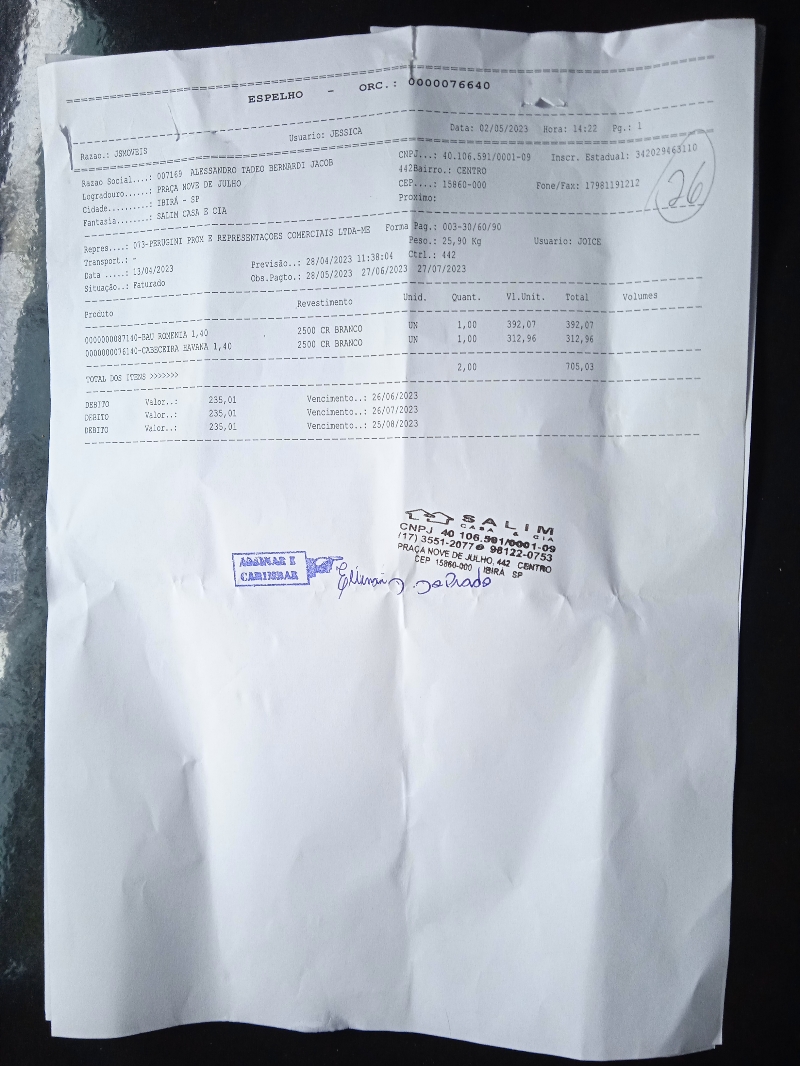 ESPELHO - ORC.: 0000076640
Razao.: JSMOVEIS Usuario: JESSICA Data: 02/05/2023 Hora: 14:22 Pg.: 1
Razao Social...: 007169 ALESSANDRO TADEO BERNARDI JACOB CNPJ...: 40.106.591/0001-09 Inscr. Estadual: 342029463110
Logradouro.....: PRAÇA NOVE DE JULHO 442Bairro.: CENTRO
Cidade.........: IBIRÁ - SP CEP....: 15860-000 Fone/Fax: 17981191212
Fantasia.......: SALIM CASA E CIA Proximo:
26
Repres....: 013-PERUGINI PROM E REPRESENTAÇOES COMERCIAIS LTDA-ME Forma Pag.: 003-30/60/90
Transport.: - Peso.: 25,90 Kg Usuario: JOICE
Data .....: 13/04/2023 Previsão..: 28/04/2023 11:38:04 Ctrl.: 442
Situação..: Faturado Obs.Pagto.: 28/05/2023 27/06/2023 27/07/2023
Produto Revestimento Unid. Quant. Vl.Unit. Total Volumes
0000000087140-BAU ROMENIA 1,40 2500 CR BRANCO UN 1,00 392,07 392,07
0000000076140-CABECEIRA HAVANA 1,40 2500 CR BRANCO UN 1,00 312,96 312,96
TOTAL DOS ITENS >>>>>>> 2,00 705,03
DEBITO Valor..: 235,01 Vencimento..: 26/06/2023
DEBITO Valor..: 235,01 Vencimento..: 26/07/2023
DEBITO Valor..: 235,01 Vencimento..: 25/08/2023
SALIM
CASA & CIA
CNPJ 40 106.591/0001-09
(17) 3551-2077 98122-0753
PRAÇA NOVE DE JULHO, 442 CENTRO
CEP 15860-000 IBIRÁ SP
ASSINAR E
CARIMBAR